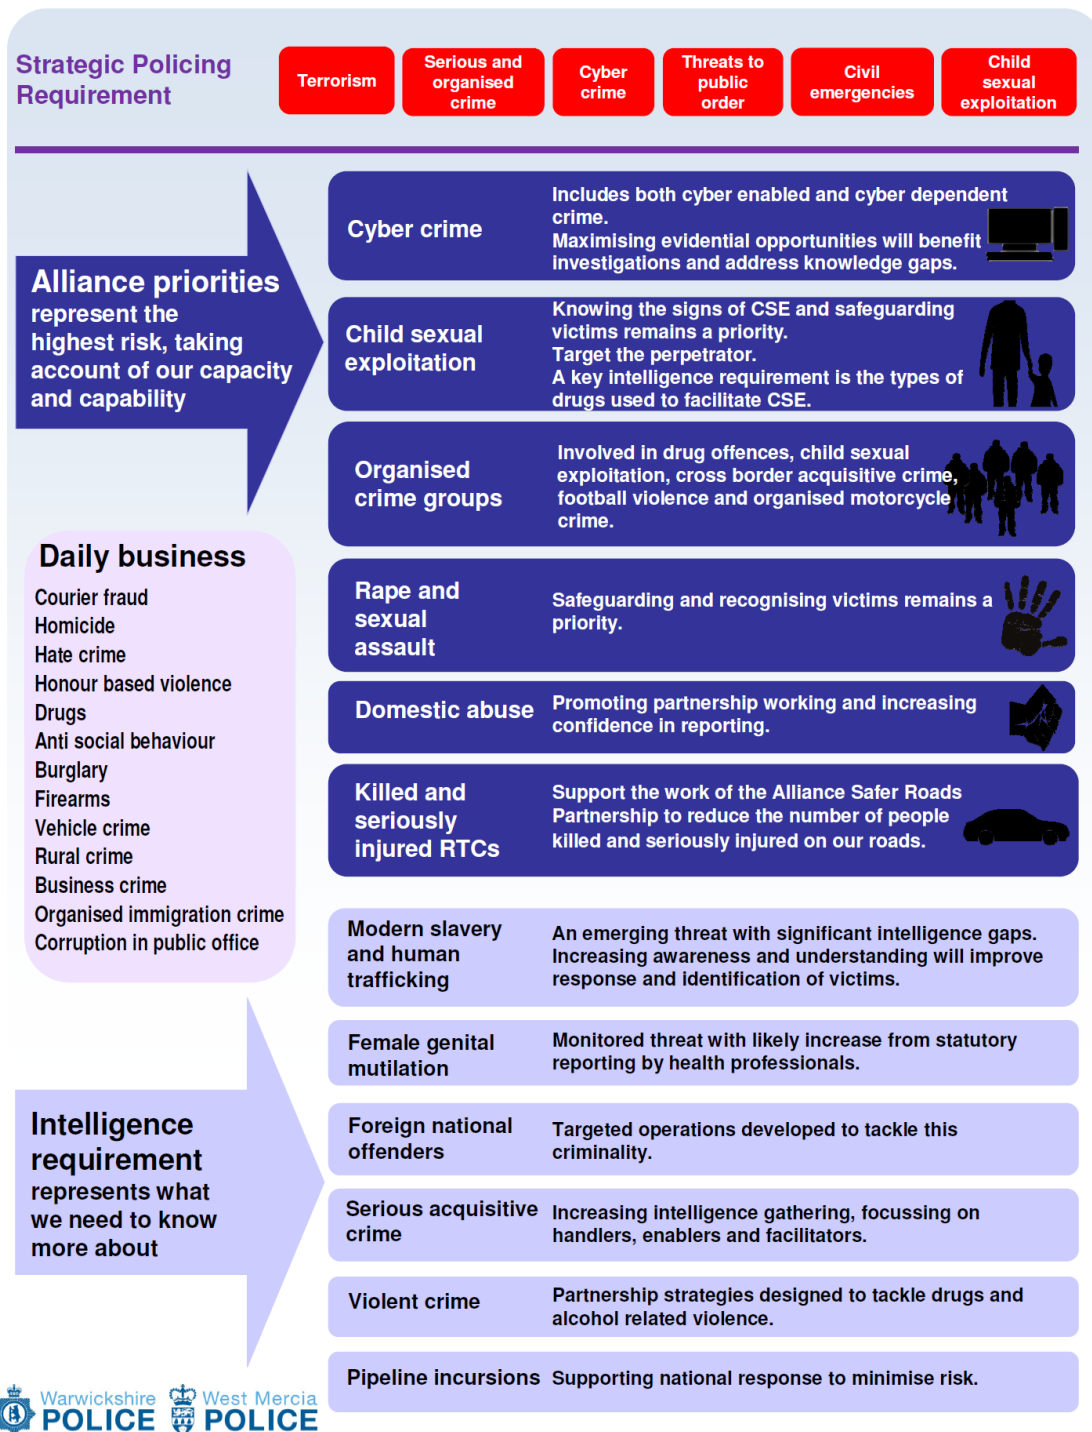 Strategic Policing
Requirement
Terrorism
Serious and
organised
crime
Cyber
crime
Threats to
public
order
Civil
emergencies
Child
sexual
exploitation
Alliance priorities
represent the
highest risk, taking
account of our capacity
and capability
Cyber crime
Includes both cyber enabled and cyber dependent
crime.
Maximising evidential opportunities will benefit
investigations and address knowledge gaps.
Child sexual
exploitation
Knowing the signs of CSE and safeguarding
victims remains a priority.
Target the perpetrator.
A key intelligence requirement is the types of
drugs used to facilitate CSE.
Organised
crime groups
Involved in drug offences, child sexual
exploitation, cross border acquisitive crime,
football violence and organised motorcycle
crime.
Rape and
sexual
assault
Safeguarding and recognising victims remains a
priority.
Domestic abuse
Promoting partnership working and increasing
confidence in reporting.
Killed and
seriously
injured RTCs
Support the work of the Alliance Safer Roads
Partnership to reduce the number of people
killed and seriously injured on our roads.
Daily business
Courier fraud
Homicide
Hate crime
Honour based violence
Drugs
Anti social behaviour
Burglary
Firearms
Vehicle crime
Rural crime
Business crime
Organised immigration crime
Corruption in public office
Intelligence
requirement
represents what
we need to know
more about
Modern slavery
and human
trafficking
An emerging threat with significant intelligence gaps.
Increasing awareness and understanding will improve
response and identification of victims.
Female genital
mutilation
Monitored threat with likely increase from statutory
reporting by health professionals.
Foreign national
offenders
Targeted operations developed to tackle this
criminality.
Serious acquisitive
crime
Increasing intelligence gathering, focussing on
handlers, enablers and facilitators.
Violent crime
Partnership strategies designed to tackle drugs and
alcohol related violence.
Pipeline incursions
Supporting national response to minimise risk.
Warwickshire
POLICE
West Mercia
POLICE